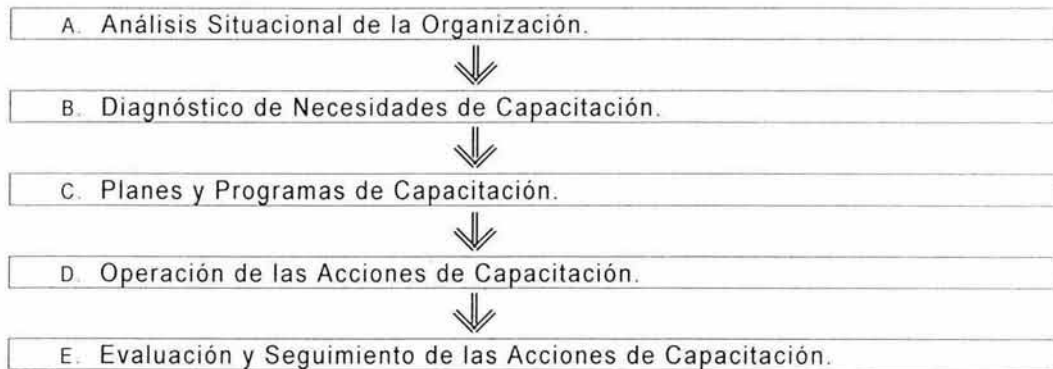 A. Análisis Situacional de la Organización.
B. Diagnóstico de Necesidades de Capacitación.
C. Planes y Programas de Capacitación.
D. Operación de las Acciones de Capacitación.
E. Evaluación y Seguimiento de las Acciones de Capacitación.